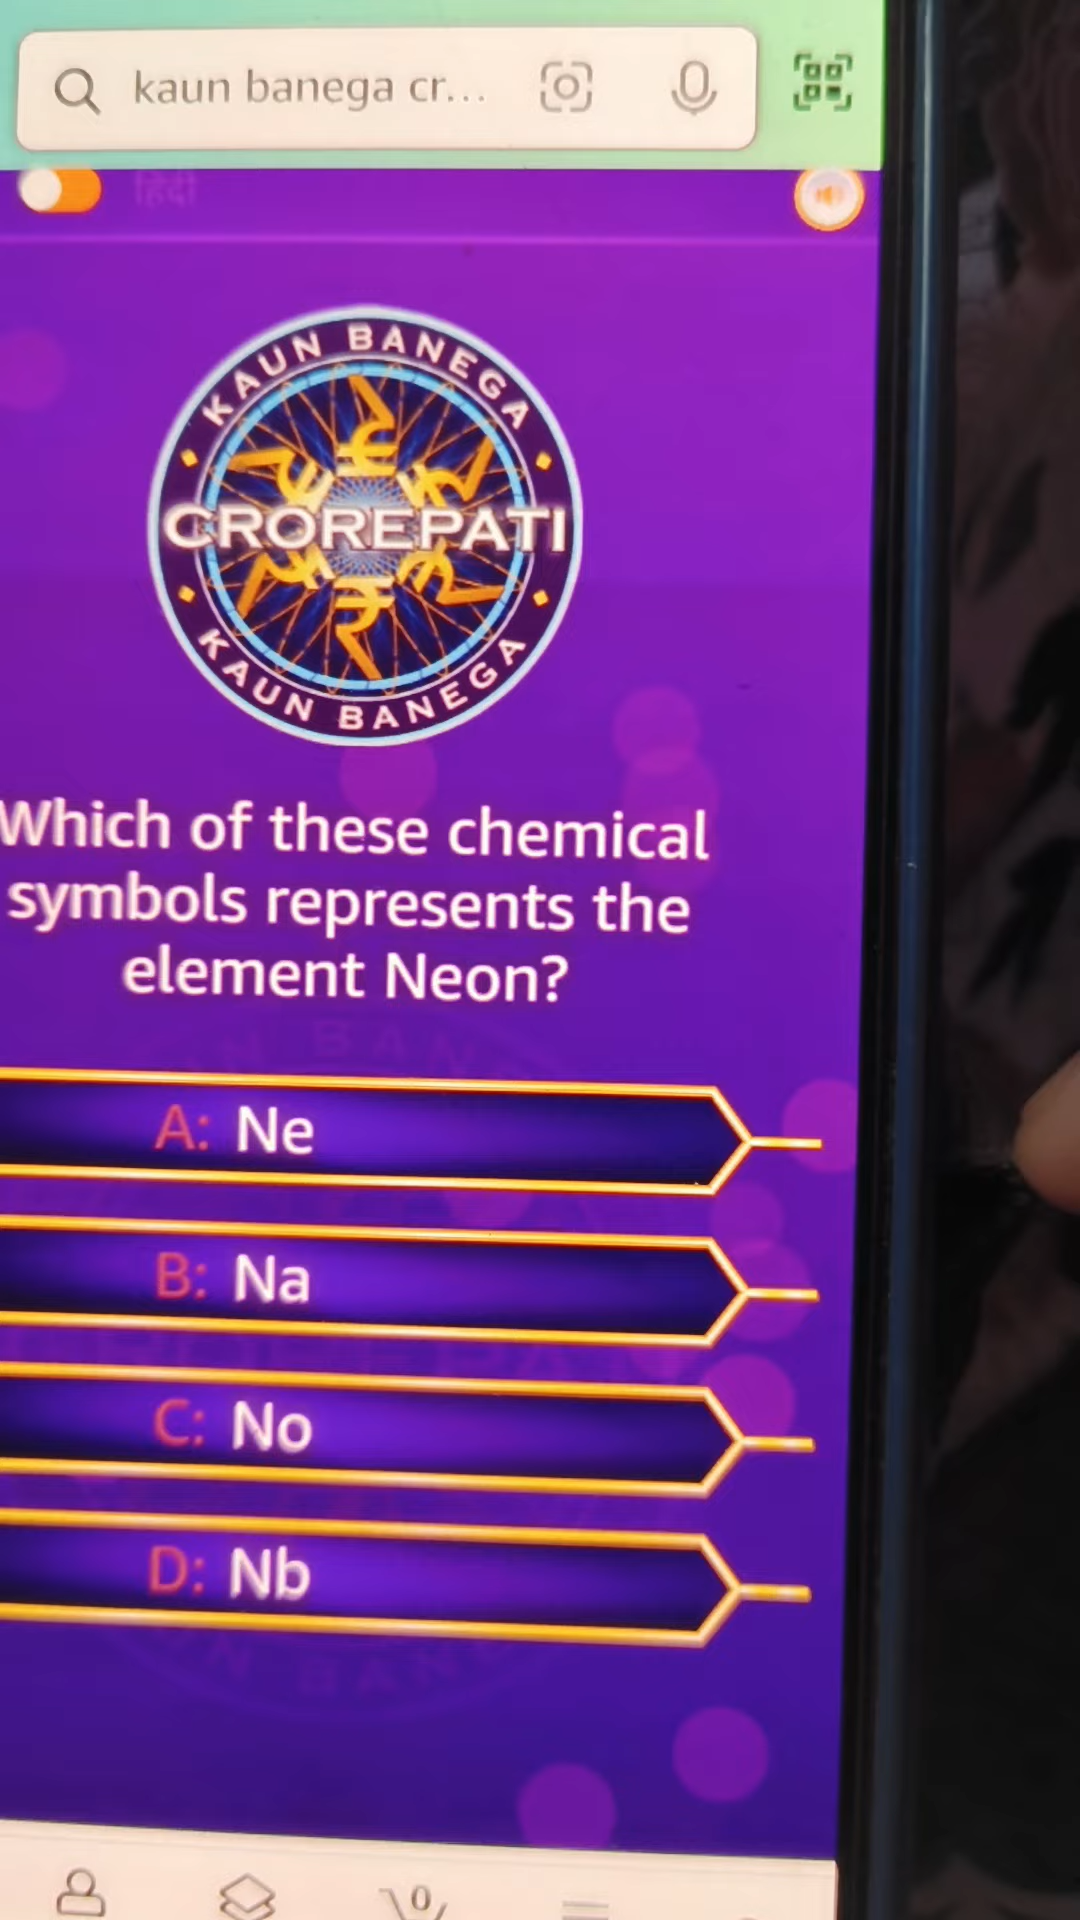 kaun banega cr...
हिंदी
KAUN BANEGA
CROREPATI
KAUN BANEGA
Which of these chemical
symbols represents the
element Neon?
A: Ne
B: Na
C: No
D: Nb
0